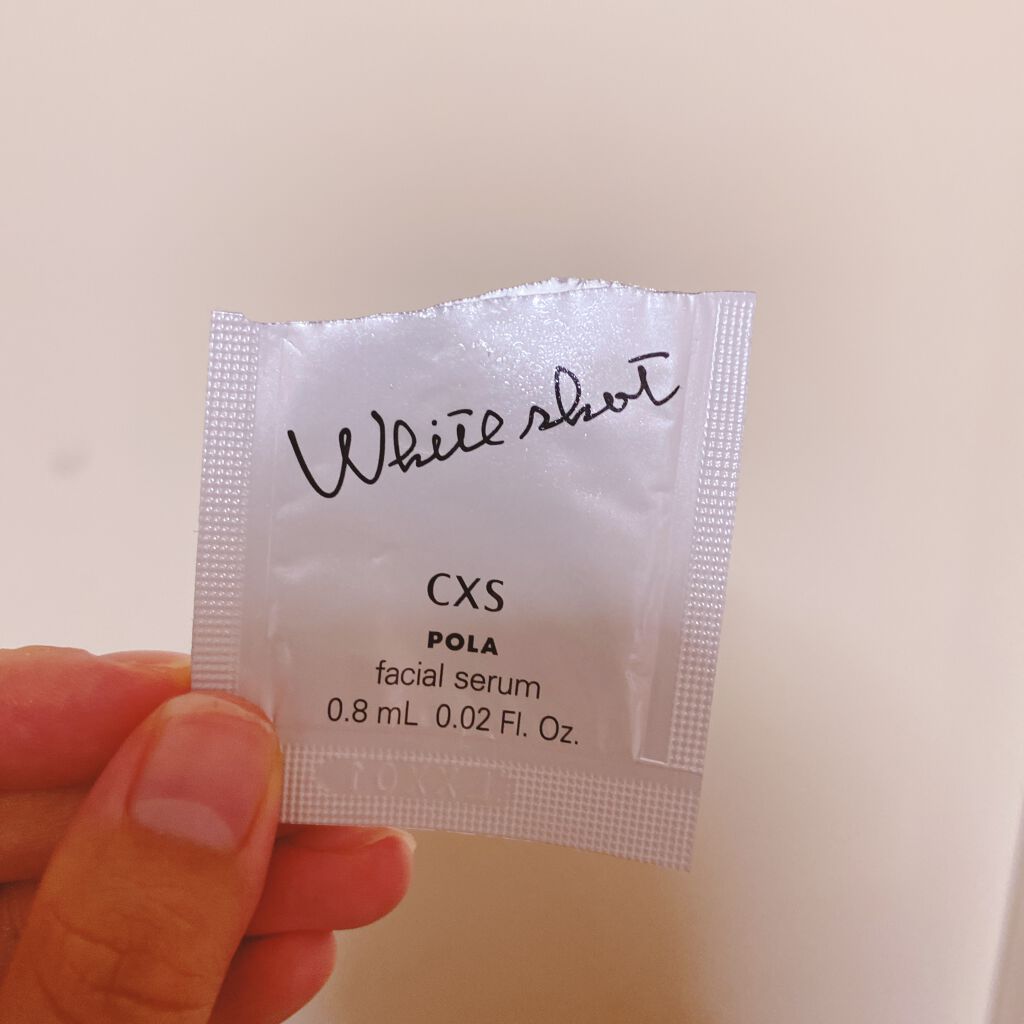 White shot
CXS
POLA
facial serum
0.8 mL 0.02 Fl. Oz.